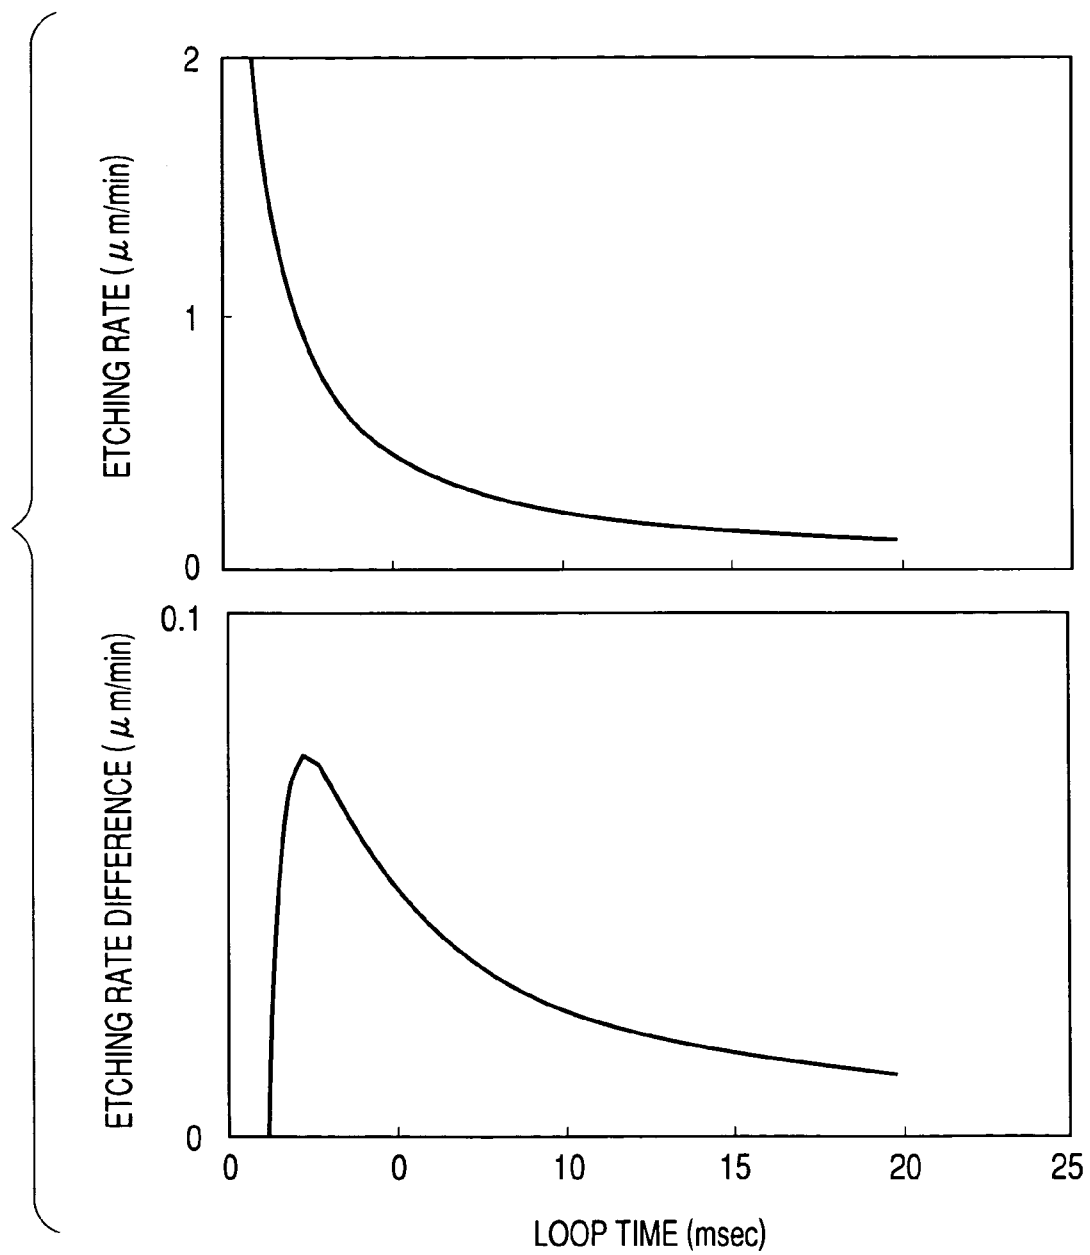 2
1
0
ETCHING RATE (μm/min)
0.1
0
ETCHING RATE DIFFERENCE (μm/min)
0 0 10 15 20 25
LOOP TIME (msec)